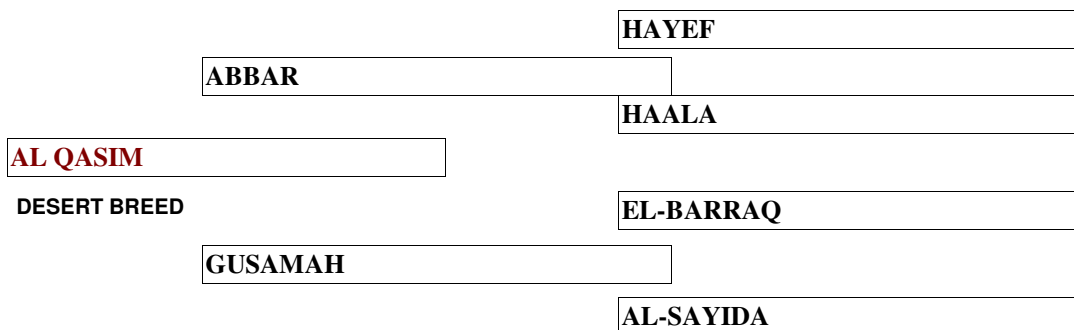 HAYEF
ABBAR
HAALA
AL QASIM
DESERT BREED
EL-BARRAQ
GUSAMAH
AL-SAYIDA